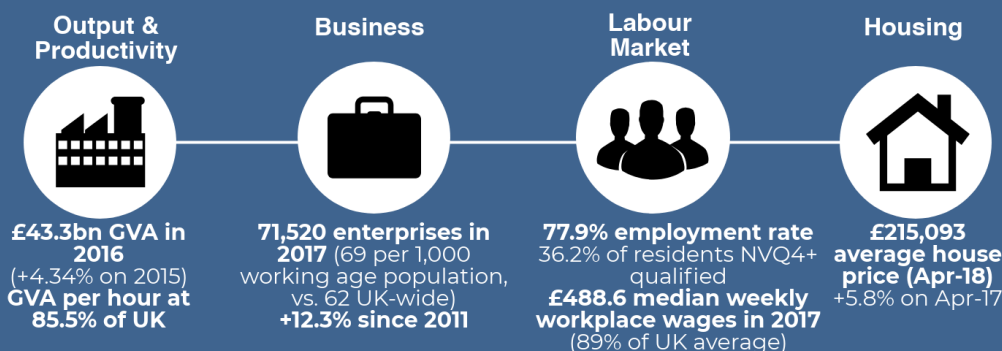 Output &
Productivity
£43.3bn GVA in
2016
(+4.34% on 2015)
GVA per hour at
85.5% of UK
Business
71,520 enterprises in
2017 (69 per 1,000
working age population,
vs. 62 UK-wide)
+12.3% since 2011
Labour
Market
77.9% employment rate
36.2% of residents NVQ4+
qualified
£488.6 median weekly
workplace wages in 2017
(89% of UK average)
Housing
£215,093
average house
price (Apr-18)
+5.8% on Apr-17